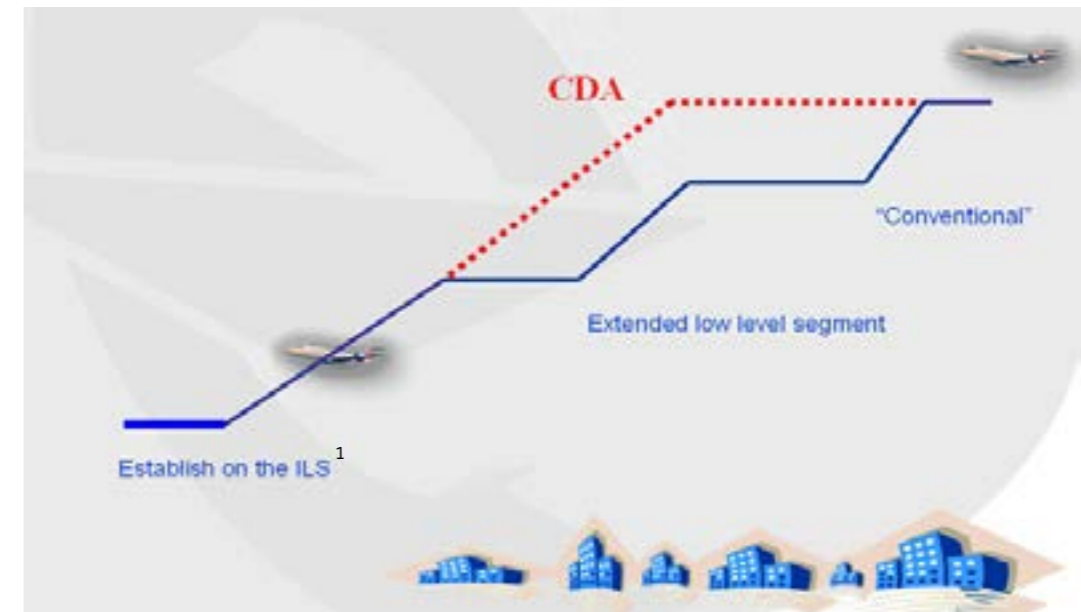 CDA
“Conventional”
Extended low level segment
Establish on the ILS 1